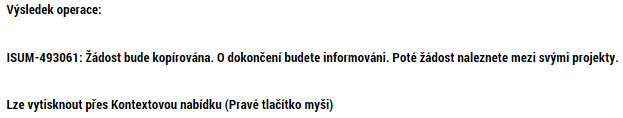 Výsledek operace:
ISUM-493061: Žádost bude kopírována. O dokončení budete informováni. Poté žádost naleznete mezi svými projekty.
Lze vytisknout přes Kontextovou nabídku (Pravé tlačítko myši)